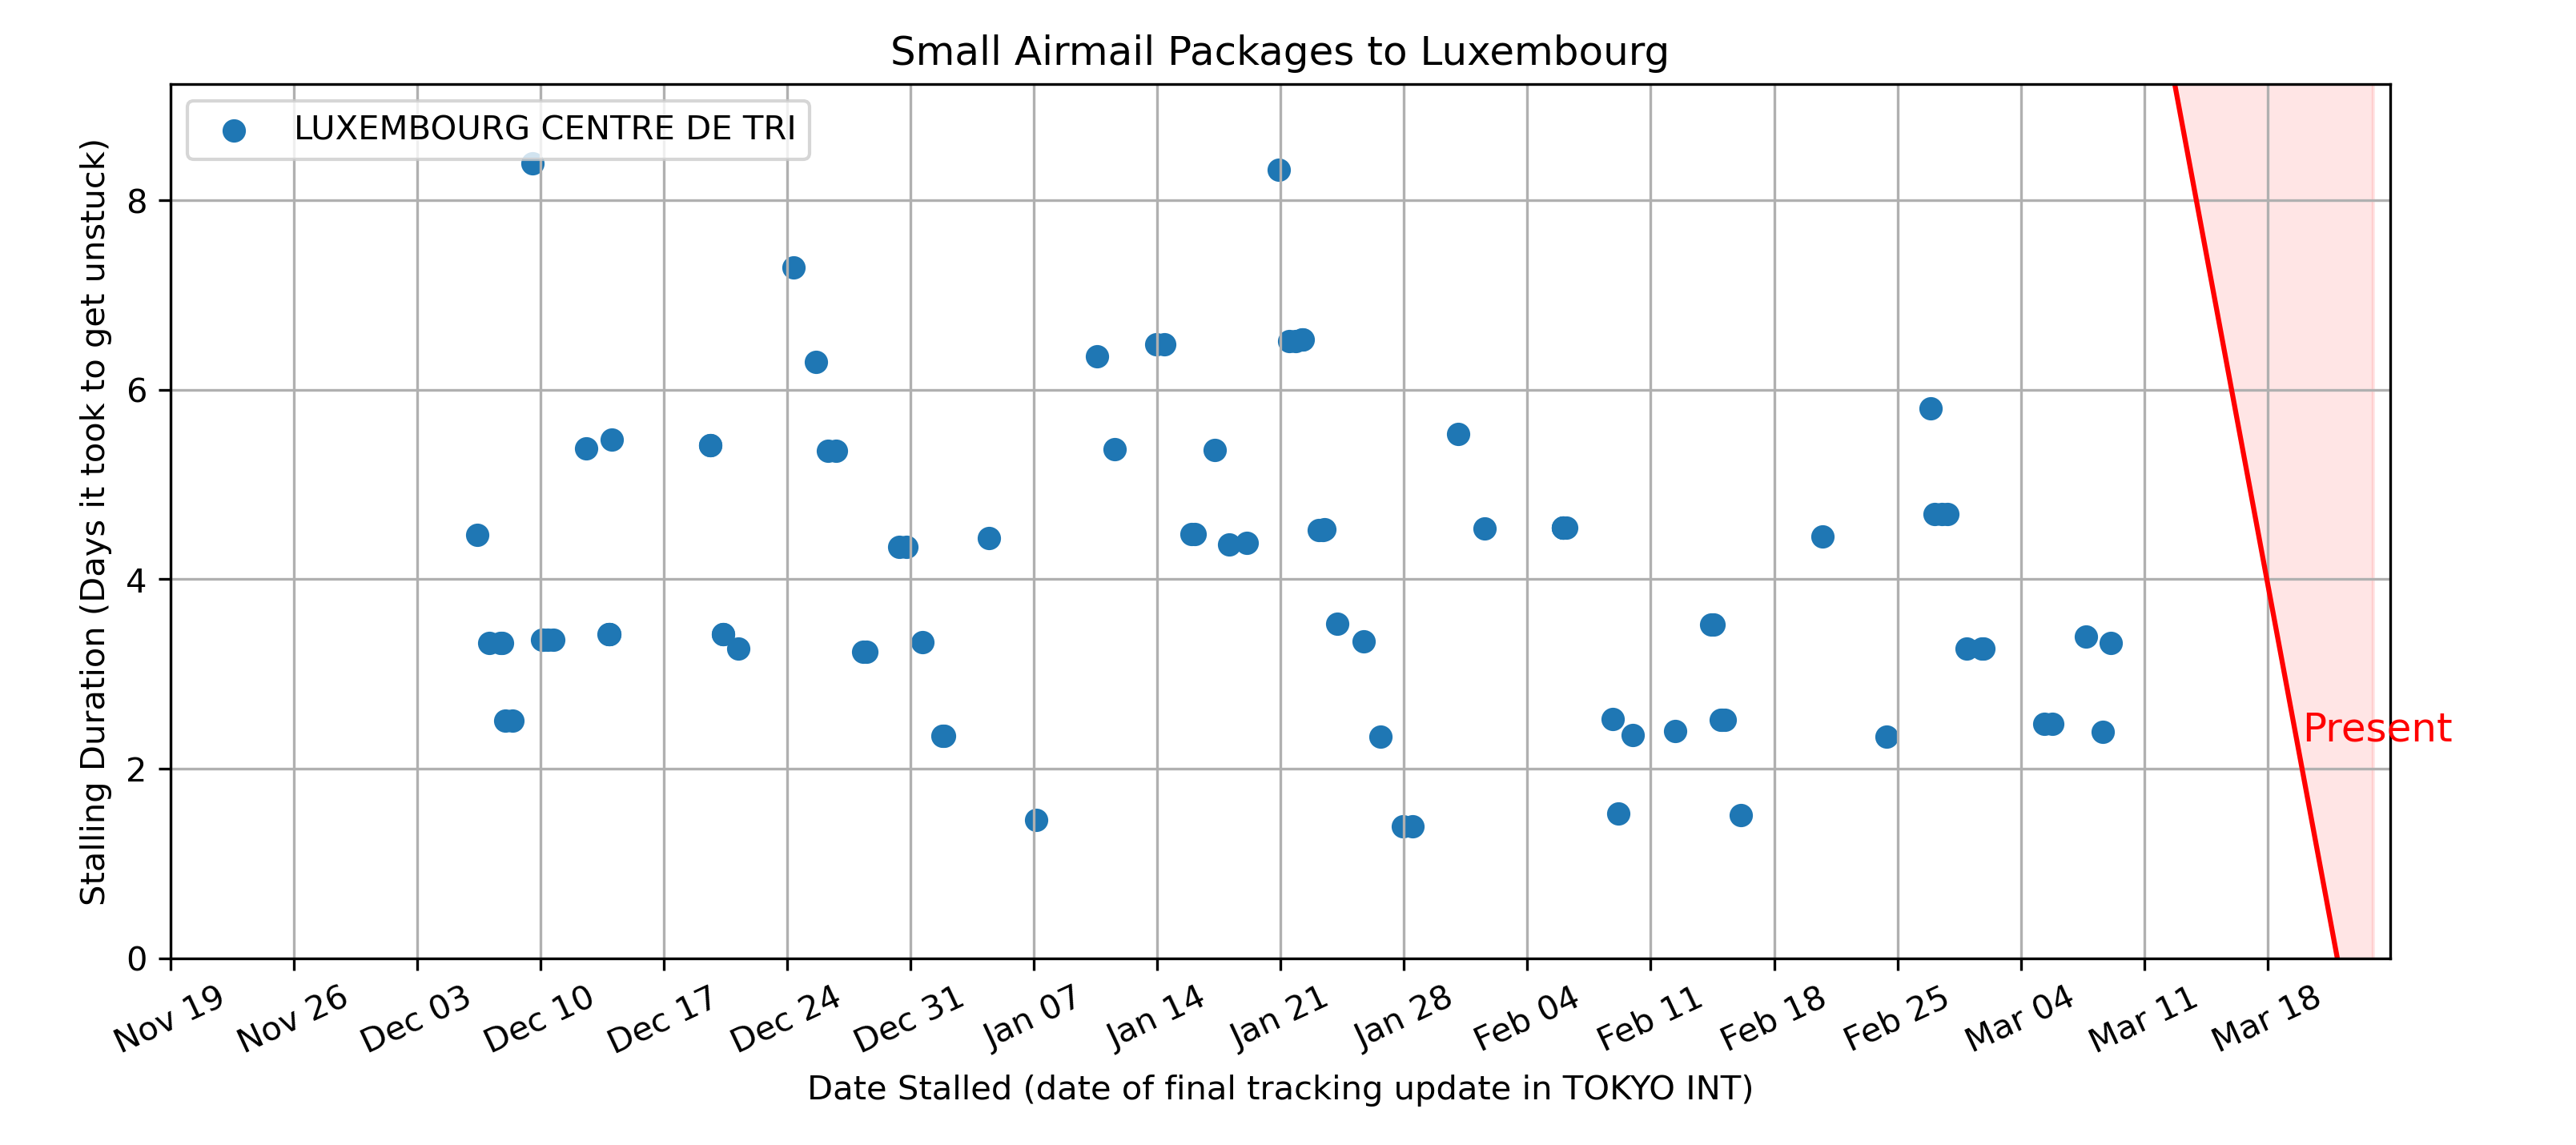 Small Airmail Packages to Luxembourg
LUXEMBOURG CENTRE DE TRI
Stalling Duration (Days it took to get unstuck)
8
6
4
2
0
Present
Nov 19
Nov 26
Dec 03
Dec 10
Dec 17
Dec 24
Dec 31
Jan 07
Jan 14
Jan 21
Jan 28
Feb 04
Feb 11
Feb 18
Feb 25
Mar 04
Mar 11
Mar 18
Date Stalled (date of final tracking update in TOKYO INT)